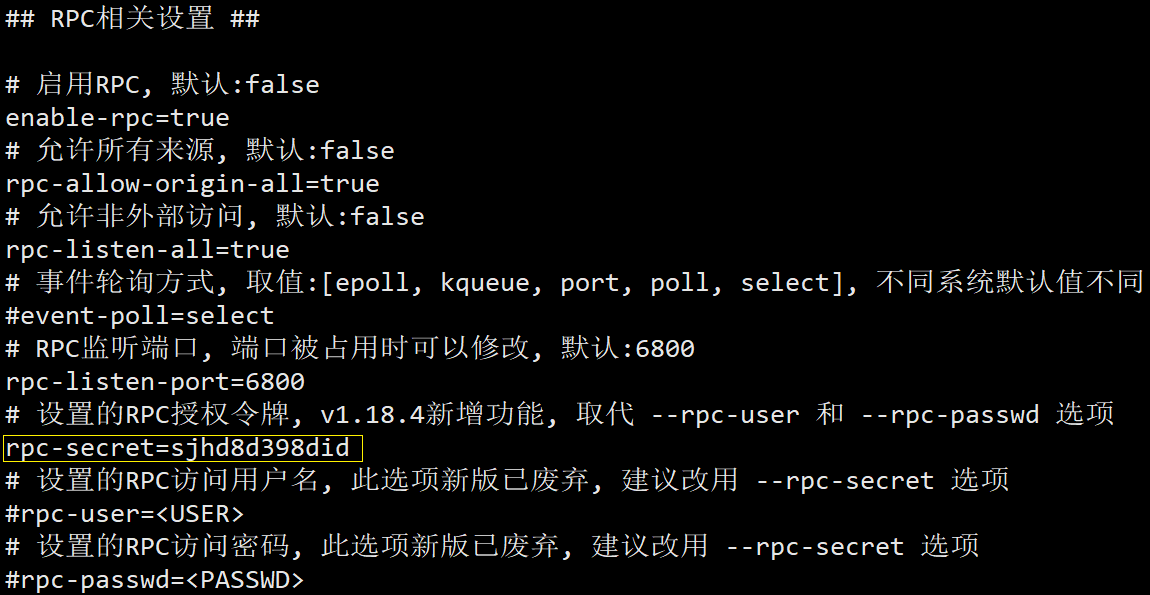 ## RPC相关设置 ##
# 启用RPC, 默认:false
enable-rpc=true
# 允许所有来源, 默认:false
rpc-allow-origin-all=true
# 允许非外部访问, 默认:false
rpc-listen-all=true
# 事件轮询方式, 取值:[epoll, kqueue, port, poll, select], 不同系统默认值不同
#event-poll=select
# RPC监听端口, 端口被占用时可以修改, 默认:6800
rpc-listen-port=6800
# 设置的RPC授权令牌, v1.18.4新增功能, 取代 --rpc-user 和 --rpc-passwd 选项
rpc-secret=sjhd8d398did
# 设置的RPC访问用户名, 此选项新版已废弃, 建议改用 --rpc-secret 选项
#rpc-user=<USER>
# 设置的RPC访问密码, 此选项新版已废弃, 建议改用 --rpc-secret 选项
#rpc-passwd=<PASSWD>